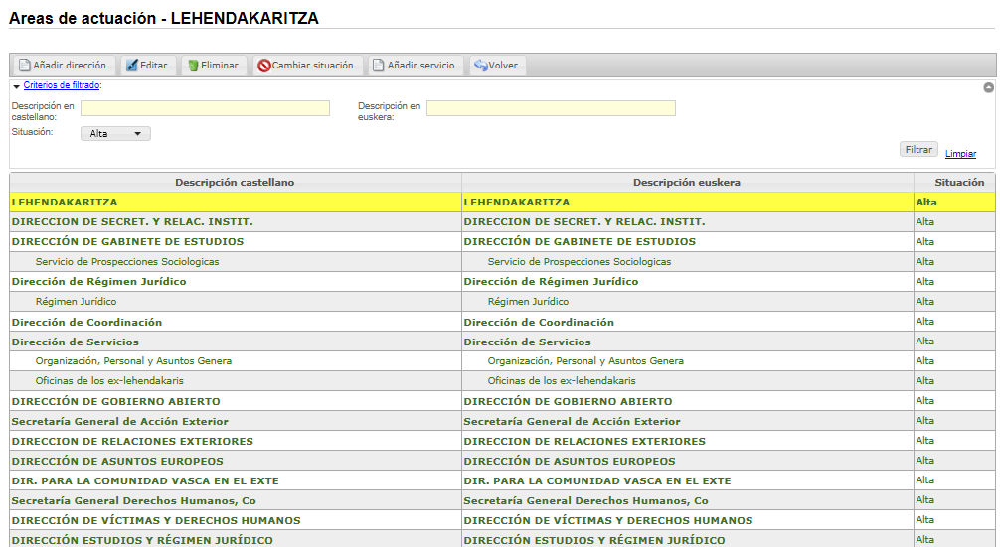 Areas de actuación - LEHENDAKARITZA
Añadir dirección Editar Eliminar Cambiar situación Añadir servicio Volver
Criterios de filtrado:
Descripción en castellano: Descripción en euskera:
Situación: Alta
Filtrar Limpiar
Descripción castellano Descripción euskera Situación
LEHENDAKARITZA LEHENDAKARITZA Alta
DIRECCION DE SECRET. Y RELAC. INSTIT. DIRECCION DE SECRET. Y RELAC. INSTIT. Alta
DIRECCIÓN DE GABINETE DE ESTUDIOS DIRECCIÓN DE GABINETE DE ESTUDIOS Alta
Servicio de Prospecciones Sociologicas Servicio de Prospecciones Sociologicas Alta
Dirección de Régimen Jurídico Dirección de Régimen Jurídico Alta
Régimen Jurídico Régimen Jurídico Alta
Dirección de Coordinación Dirección de Coordinación Alta
Dirección de Servicios Dirección de Servicios Alta
Organización, Personal y Asuntos Genera Organización, Personal y Asuntos Genera Alta
Oficinas de los ex-lehendakaris Oficinas de los ex-lehendakaris Alta
DIRECCIÓN DE GOBIERNO ABIERTO DIRECCIÓN DE GOBIERNO ABIERTO Alta
Secretaría General de Acción Exterior Secretaría General de Acción Exterior Alta
DIRECCION DE RELACIONES EXTERIORES DIRECCION DE RELACIONES EXTERIORES Alta
DIRECCIÓN DE ASUNTOS EUROPEOS DIRECCIÓN DE ASUNTOS EUROPEOS Alta
DIR. PARA LA COMUNIDAD VASCA EN EL EXTE DIR. PARA LA COMUNIDAD VASCA EN EL EXTE Alta
Secretaría General Derechos Humanos, Co Secretaría General Derechos Humanos, Co Alta
DIRECCIÓN DE VÍCTIMAS Y DERECHOS HUMANOS DIRECCIÓN DE VÍCTIMAS Y DERECHOS HUMANOS Alta
DIRECCIÓN ESTUDIOS Y RÉGIMEN JURÍDICO DIRECCIÓN ESTUDIOS Y RÉGIMEN JURÍDICO Alta